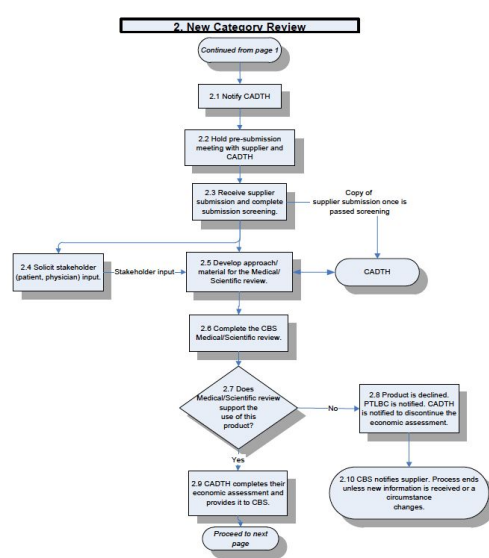 2. New Category Review
Continued from page 1
2.1 Notify CADTH
2.2 Hold pre-submission
meeting with supplier and
CADTH
2.3 Receive supplier
submission and complete
submission screening.
Copy of
supplier submission once is
passed screening
2.4 Solicit stakeholder
(patient, physician) input.
Stakeholder input
2.5 Develop approach/
material for the Medical/
Scientific review.
CADTH
2.6 Complete the CBS
Medical/Scientific review.
2.7 Does
Medical/Scientific review
support the
use of this
product?
No
2.8 Product is declined.
PTLBC is notified. CADTH
is notified to discontinue the
economic assessment.
Yes
2.9 CADTH completes their
economic assessment and
provides it to CBS.
2.10 CBS notifies supplier. Process ends
unless new information is received or a
circumstance
changes.
Proceed to next
page